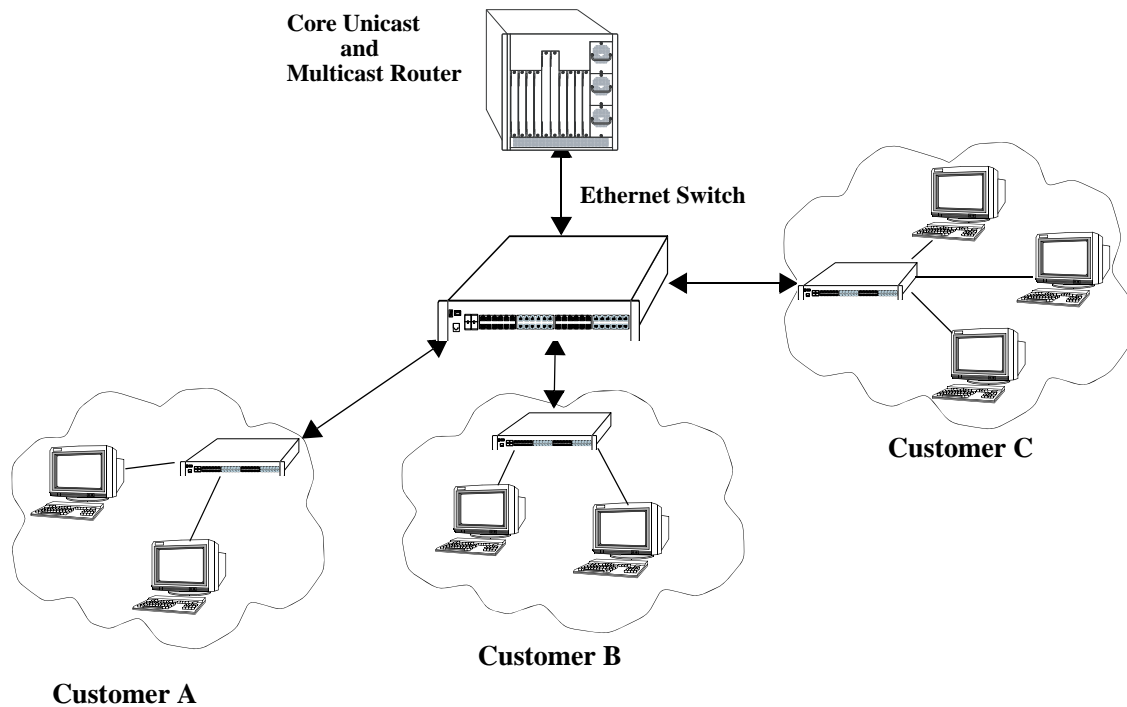 Core Unicast
and
Multicast Router
Ethernet Switch
Customer C
Customer B
Customer A